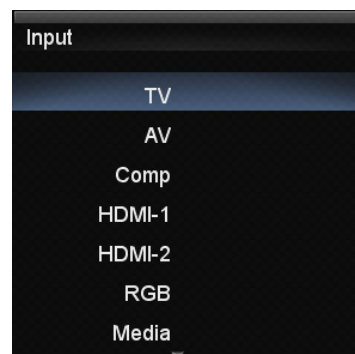 Input
TV
AV
Comp
HDMI-1
HDMI-2
RGB
Media